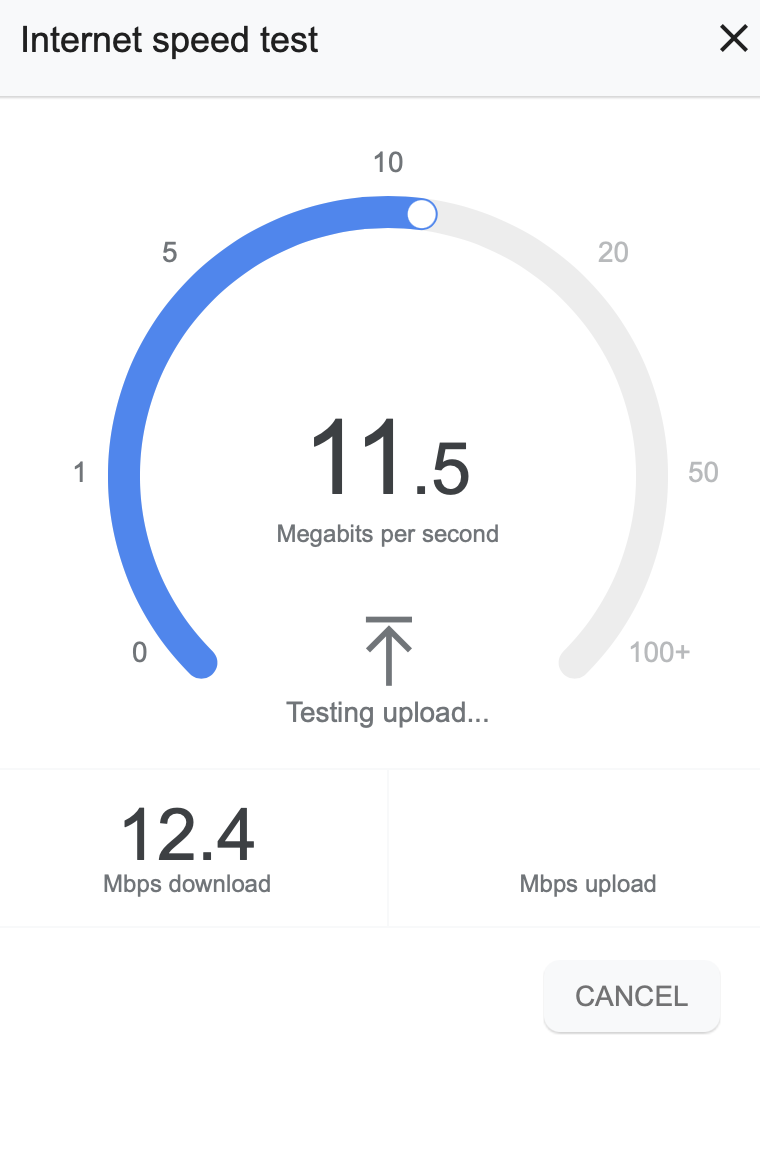 Internet speed test
10
5
20
1
50
11.5
Megabits per second
0
100+
Testing upload...
12.4
Mbps download
Mbps upload
CANCEL